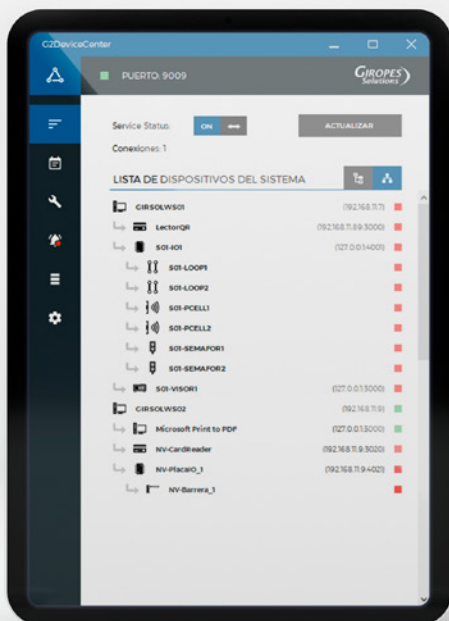 G2DeviceCenter
PUERTO: 9009
GIROPES
Solutions
Service Status: ON
ACTUALIZAR
Conexiones: 1
LISTA DE DISPOSITIVOS DEL SISTEMA
GIRSOLWS01 (192.168.11.7)
LectorQR (192.168.11.89:3000)
S01-IO1 (127.0.0.1:4001)
S01-LOOP1
S01-LOOP2
S01-PCELL1
S01-PCELL2
S01-SEMAFOR1
S01-SEMAFOR2
S01-VISOR1 (127.0.0.1:3000)
GIRSOLWS02 (192.168.11.9)
Microsoft Print to PDF (127.0.0.1:3000)
NV-CardReader (192.168.11.9:3020)
NV-PlacaIO_1 (192.168.11.9:4021)
NV-Barrera_1